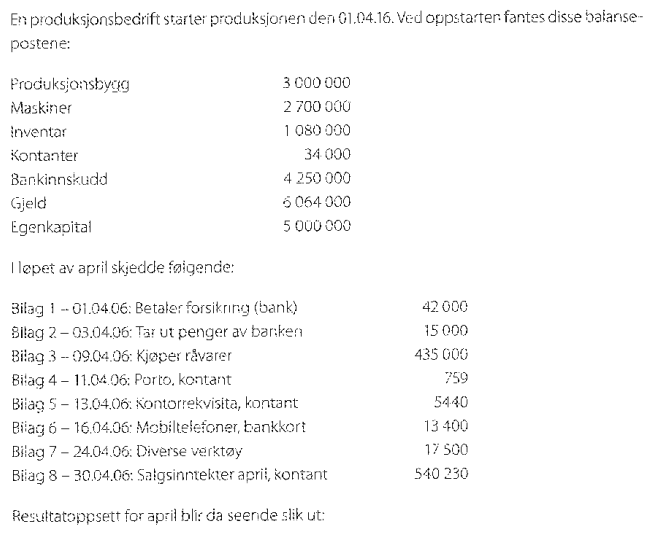 En produksjonsbedrift starter produksjonen den 01.04.16. Ved oppstarten fantes disse balanse-
postene:
Produksjonsbygg 3 000 000
Maskiner 2 700 000
Inventar 1 080 000
Kontanter 34 000
Bankinnskudd 4 250 000
Gjeld 6 064 000
Egenkapital 5 000 000
I løpet av april skjedde følgende:
Bilag 1 – 01.04.06: Betaler forsikring (bank) 42 000
Bilag 2 – 03.04.06: Tar ut penger av banken 15 000
Bilag 3 – 09.04.06: Kjøper råvarer 435 000
Bilag 4 – 11.04.06: Porto, kontant 759
Bilag 5 – 13.04.06: Kontorrekvisita, kontant 5440
Bilag 6 – 16.04.06: Mobiltelefoner, bankkort 13 400
Bilag 7 – 24.04.06: Diverse verktøy 17 500
Bilag 8 – 30.04.06: Salgsinntekter april, kontant 540 230
Resultatoppsett for april blir da seende slik ut: